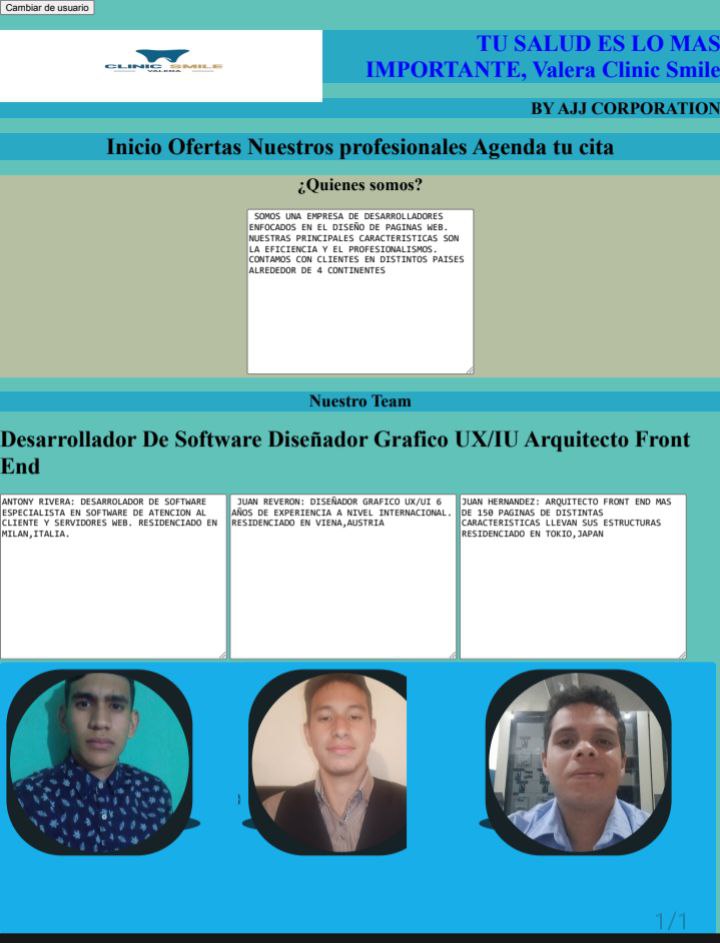 Cambiar de usuario
CLINIC SMILE
VALERA
TU SALUD ES LO MAS
IMPORTANTE, Valera Clinic Smile
BY AJJ CORPORATION
Inicio Ofertas Nuestros profesionales Agenda tu cita
¿Quienes somos?
SOMOS UNA EMPRESA DE DESARROLLADORES
ENFOCADOS EN EL DISEÑO DE PAGINAS WEB.
NUESTRAS PRINCIPALES CARACTERISTICAS SON
LA EFICIENCIA Y EL PROFESIONALISMOS.
CONTAMOS CON CLIENTES EN DISTINTOS PAISES
ALREDEDOR DE 4 CONTINENTES
Nuestro Team
Desarrollador De Software Diseñador Grafico UX/IU Arquitecto Front
End
ANTONY RIVERA: DESARROLADOR DE SOFTWARE
ESPECIALISTA EN SOFTWARE DE ATENCION AL
CLIENTE Y SERVIDORES WEB. RESIDENCIADO EN
MILAN,ITALIA.
JUAN REVERON: DISEÑADOR GRAFICO UX/UI 6
AÑOS DE EXPERIENCIA A NIVEL INTERNACIONAL.
RESIDENCIADO EN VIENA,AUSTRIA
JUAN HERNANDEZ: ARQUITECTO FRONT END MAS
DE 150 PAGINAS DE DISTINTAS
CARACTERISTICAS LLEVAN SUS ESTRUCTURAS
RESIDENCIADO EN TOKIO,JAPAN
1/1